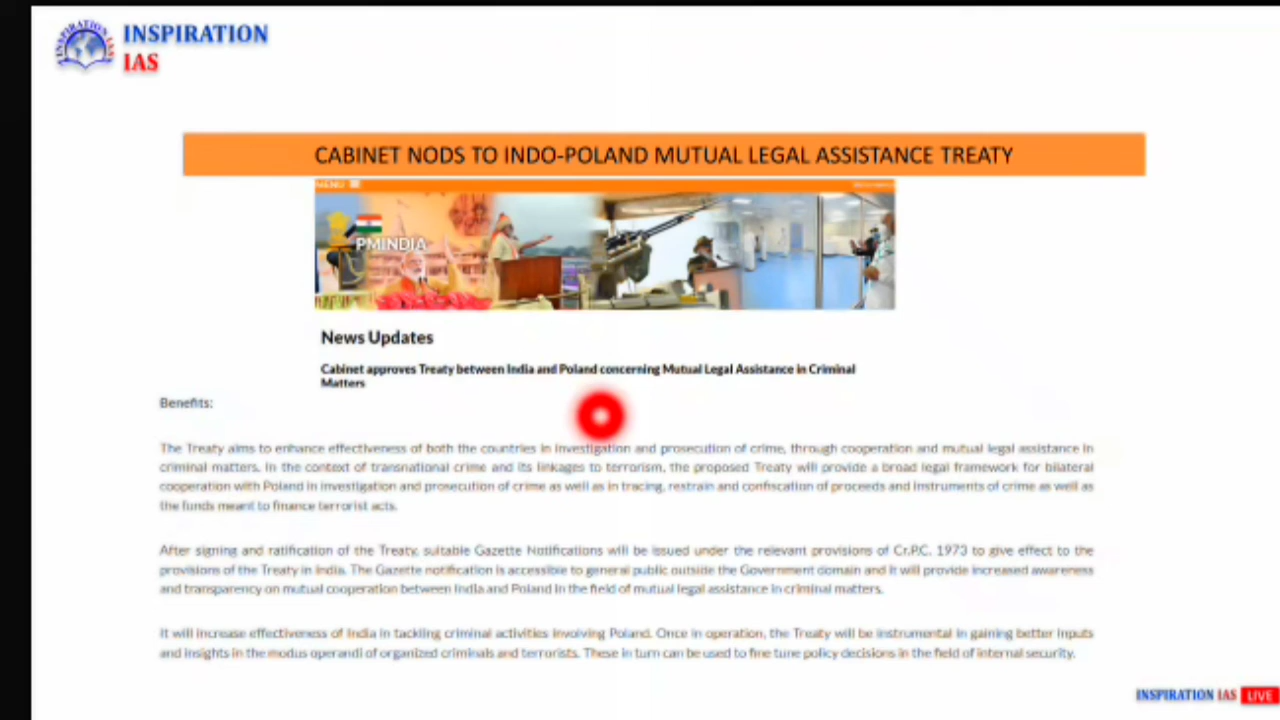 INSPIRATION
IAS
CABINET NODS TO INDO-POLAND MUTUAL LEGAL ASSISTANCE TREATY
MENU
PMINDIA
News Updates
Cabinet approves Treaty between India and Poland concerning Mutual Legal Assistance in Criminal
Matters
Benefits:
The Treaty aims to enhance effectiveness of both the countries in investigation and prosecution of crime, through cooperation and mutual legal assistance in
criminal matters. In the context of transnational crime and its linkages to terrorism, the proposed Treaty will provide a broad legal framework for bilateral
cooperation with Poland in investigation and prosecution of crime as well as in tracing, restrain and confiscation of proceeds and instruments of crime as well as
the funds meant to finance terrorist acts.
After signing and ratification of the Treaty, suitable Gazette Notifications will be issued under the relevant provisions of Cr.P.C. 1973 to give effect to the
provisions of the Treaty in India. The Gazette notification is accessible to general public outside the Government domain and it will provide increased awareness
and transparency on mutual cooperation between India and Poland in the field of mutual legal assistance in criminal matters.
It will increase effectiveness of India in tackling criminal activities involving Poland. Once in operation, the Treaty will be instrumental in gaining better inputs
and insights in the modus operandi of organized criminals and terrorists. These in turn can be used to fine tune policy decisions in the field of internal security.
INSPIRATION IAS LIVE